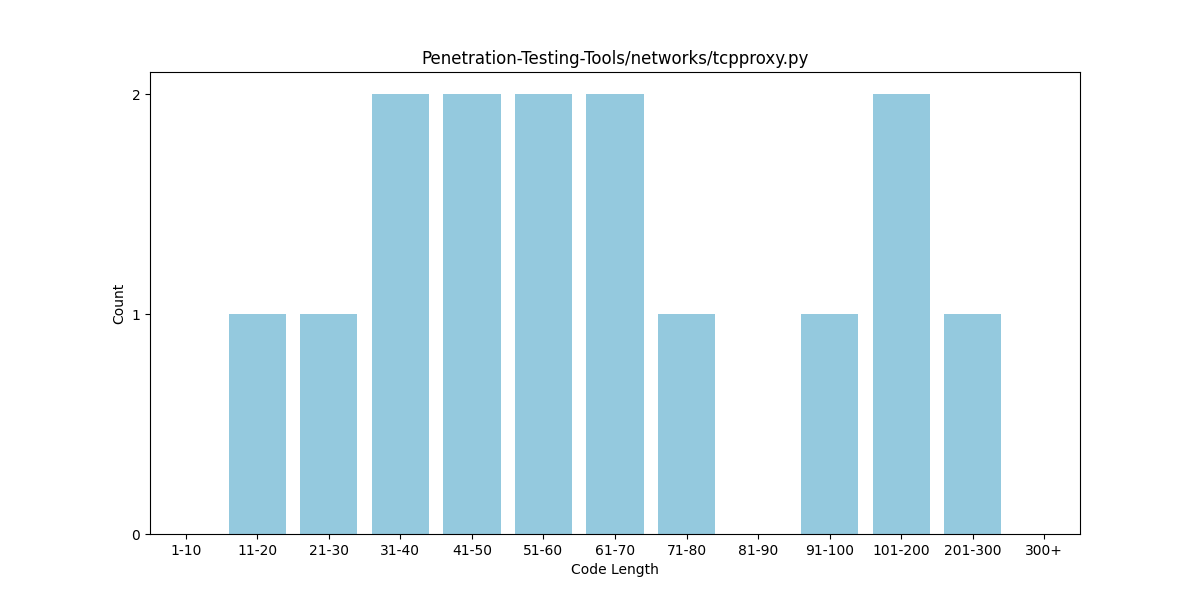 Penetration-Testing-Tools/networks/tcpproxy.py
2
1
0
Count
1-10 11-20 21-30 31-40 41-50 51-60 61-70 71-80 81-90 91-100 101-200 201-300 300+
Code Length